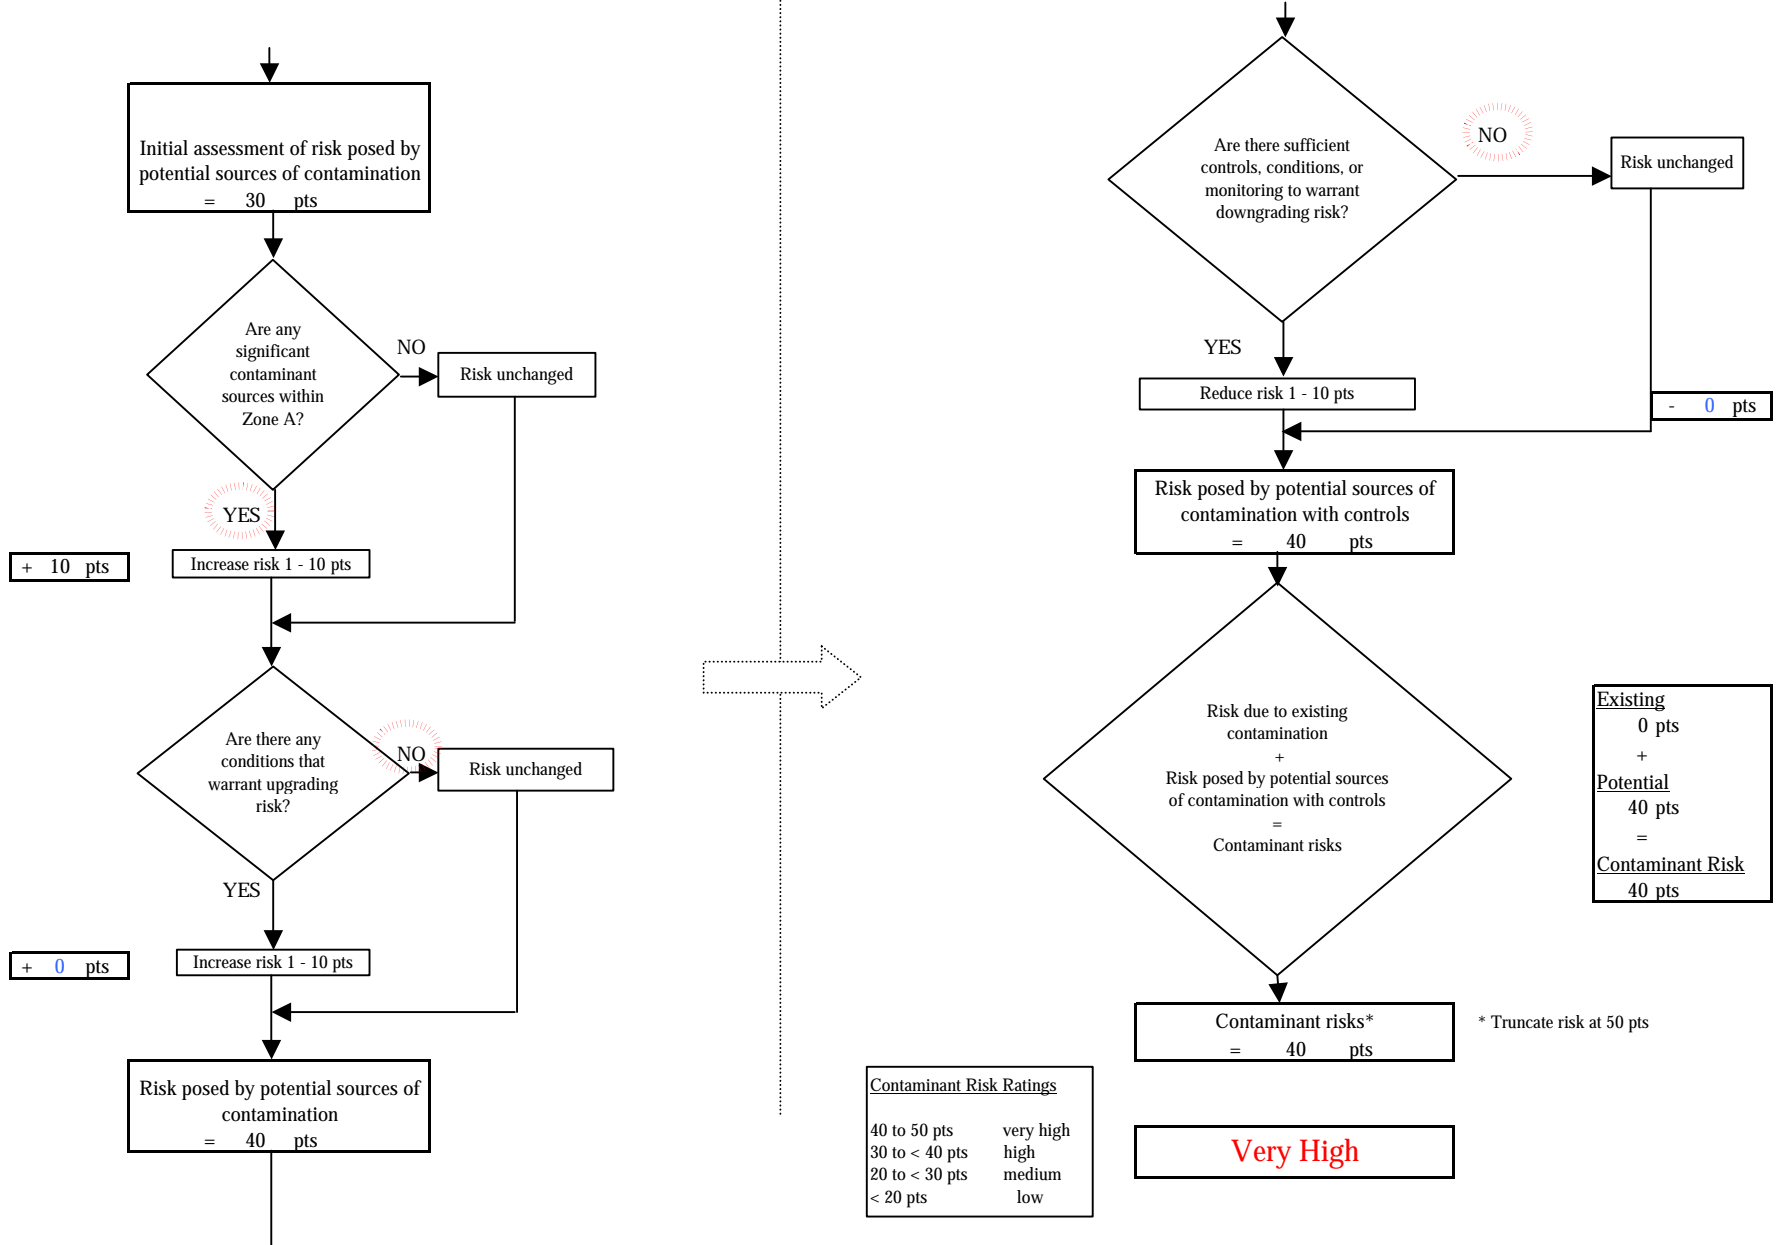 Initial assessment of risk posed by
potential sources of contamination
= 30 pts
Are any
significant
contaminant
sources within
Zone A?
NO
Risk unchanged
YES
+ 10 pts
Increase risk 1 - 10 pts
Are there any
conditions that
warrant upgrading
risk?
NO
Risk unchanged
YES
+ 0 pts
Increase risk 1 - 10 pts
Risk posed by potential sources of
contamination
= 40 pts
Are there sufficient
controls, conditions, or
monitoring to warrant
downgrading risk?
NO
Risk unchanged
YES
Reduce risk 1 - 10 pts
- 0 pts
Risk posed by potential sources of
contamination with controls
= 40 pts
Risk due to existing
contamination
+
Risk posed by potential sources
of contamination with controls
=
Contaminant risks
Existing
0 pts
+
Potential
40 pts
=
Contaminant Risk
40 pts
Contaminant risks*
= 40 pts
* Truncate risk at 50 pts
Contaminant Risk Ratings
40 to 50 pts very high
30 to < 40 pts high
20 to < 30 pts medium
< 20 pts low
Very High